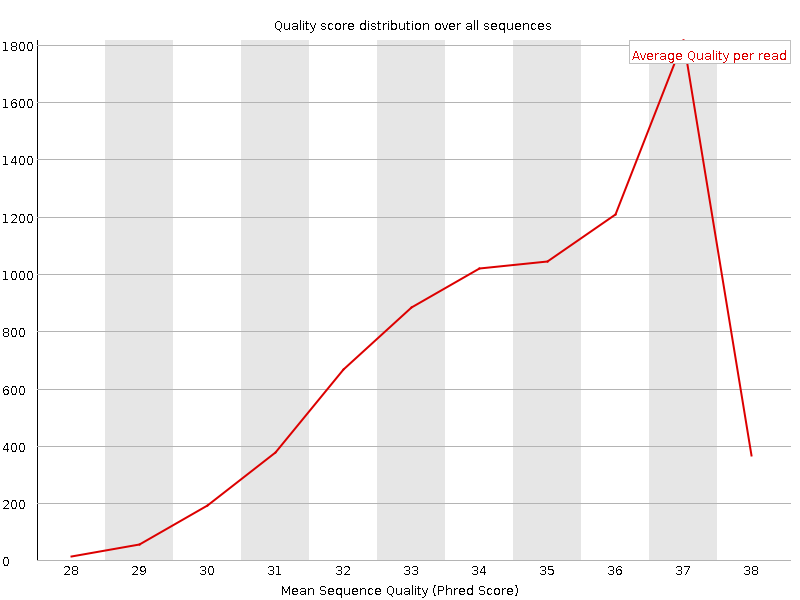 Quality score distribution over all sequences
Average Quality per read
1800
1600
1400
1200
1000
800
600
400
200
0
28 29 30 31 32 33 34 35 36 37 38
Mean Sequence Quality (Phred Score)